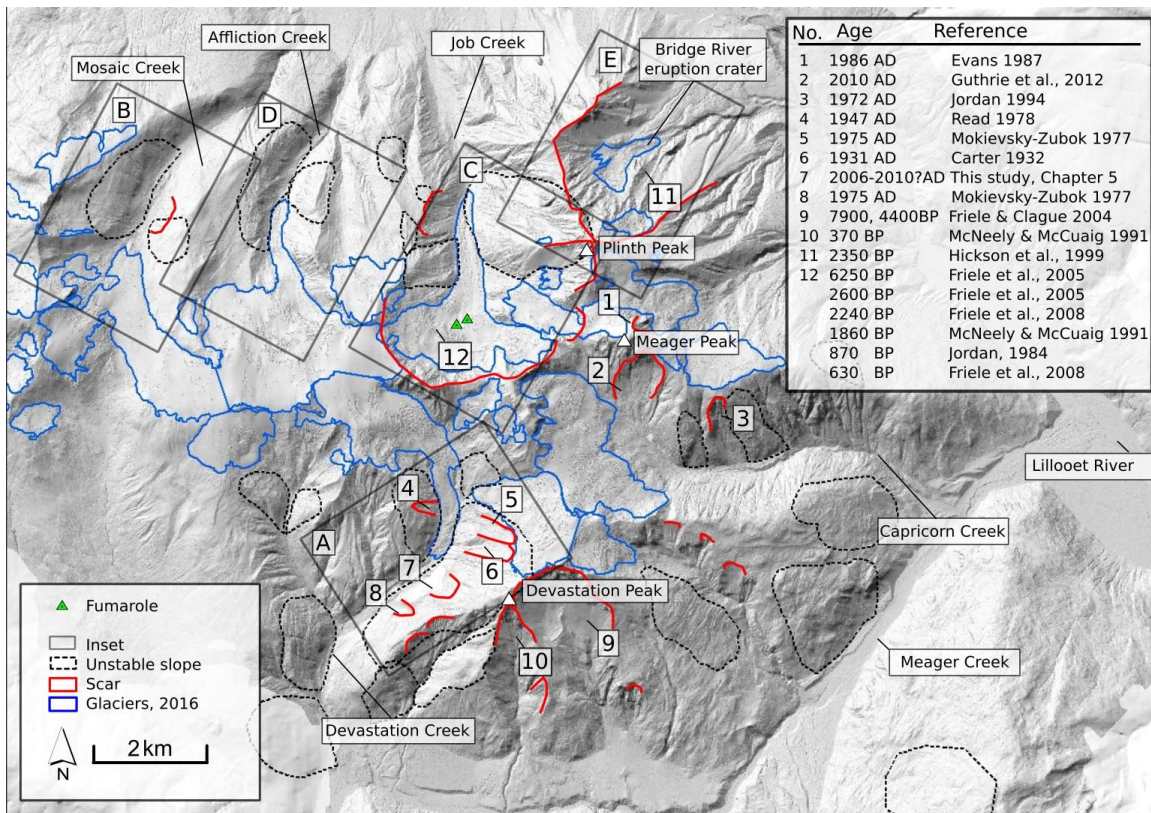 Affliction Creek
Job Creek
Mosaic Creek
Bridge River
eruption crater
E
B
D
C
11
Plinth Peak
1
Meager Peak
12
2
3
Lillooet River
4
5
Capricorn Creek
A
6
7
Devastation Peak
8
9
10
Meager Creek
Devastation Creek
No. Age Reference
1 1986 AD Evans 1987
2 2010 AD Guthrie et al., 2012
3 1972 AD Jordan 1994
4 1947 AD Read 1978
5 1975 AD Mokievsky-Zubok 1977
6 1931 AD Carter 1932
7 2006-2010?AD This study, Chapter 5
8 1975 AD Mokievsky-Zubok 1977
9 7900, 4400BP Friele & Clague 2004
10 370 BP McNeely & McCuaig 1991
11 2350 BP Hickson et al., 1999
12 6250 BP Friele et al., 2005
2600 BP Friele et al., 2005
2240 BP Friele et al., 2008
1860 BP McNeely & McCuaig 1991
870 BP Jordan, 1984
630 BP Friele et al., 2008
Fumarole
Inset
Unstable slope
Scar
Glaciers, 2016
N
2 km